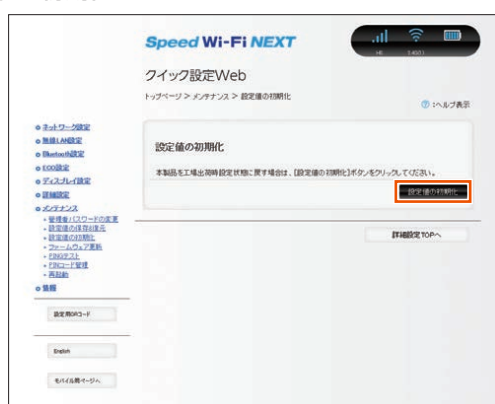 Speed Wi-Fi NEXT
クイック設定Web
トップページ > メンテナンス > 設定値の初期化
:ヘルプ表示
ネットワーク設定
無線LAN設定
Bluetooth設定
ECO設定
ディスプレイ設定
詳細設定
メンテナンス
管理者パスワードの変更
設定値の保存&復元
設定値の初期化
ファームウェア更新
PINGテスト
PINコード管理
再起動
情報
設定用QRコード
English
モバイル用ページへ
設定値の初期化
本製品を工場出荷時設定状態に戻す場合は、[設定値の初期化]ボタンをクリックしてください。
設定値の初期化
詳細設定TOPへ